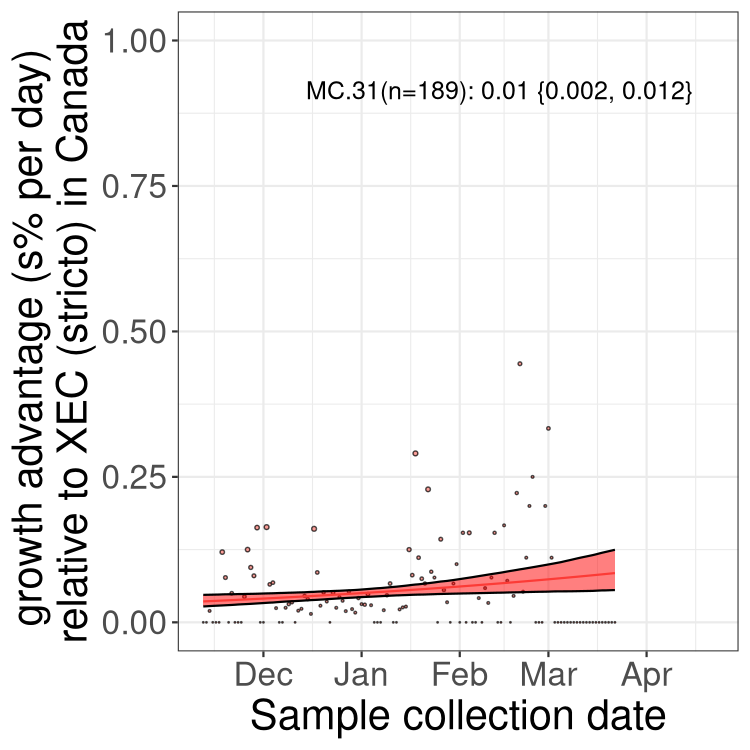 growth advantage (s% per day)
relative to XEC (stricto) in Canada
1.00
0.75
0.50
0.25
0.00
MC.31(n=189): 0.01 {0.002, 0.012}
Dec Jan Feb Mar Apr
Sample collection date